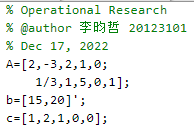 % Operational Research
% @author 李昀哲 20123101
% Dec 17, 2022
A=[2,-3,2,1,0;
1/3,1,5,0,1];
b=[15,20]';
c=[1,2,1,0,0];